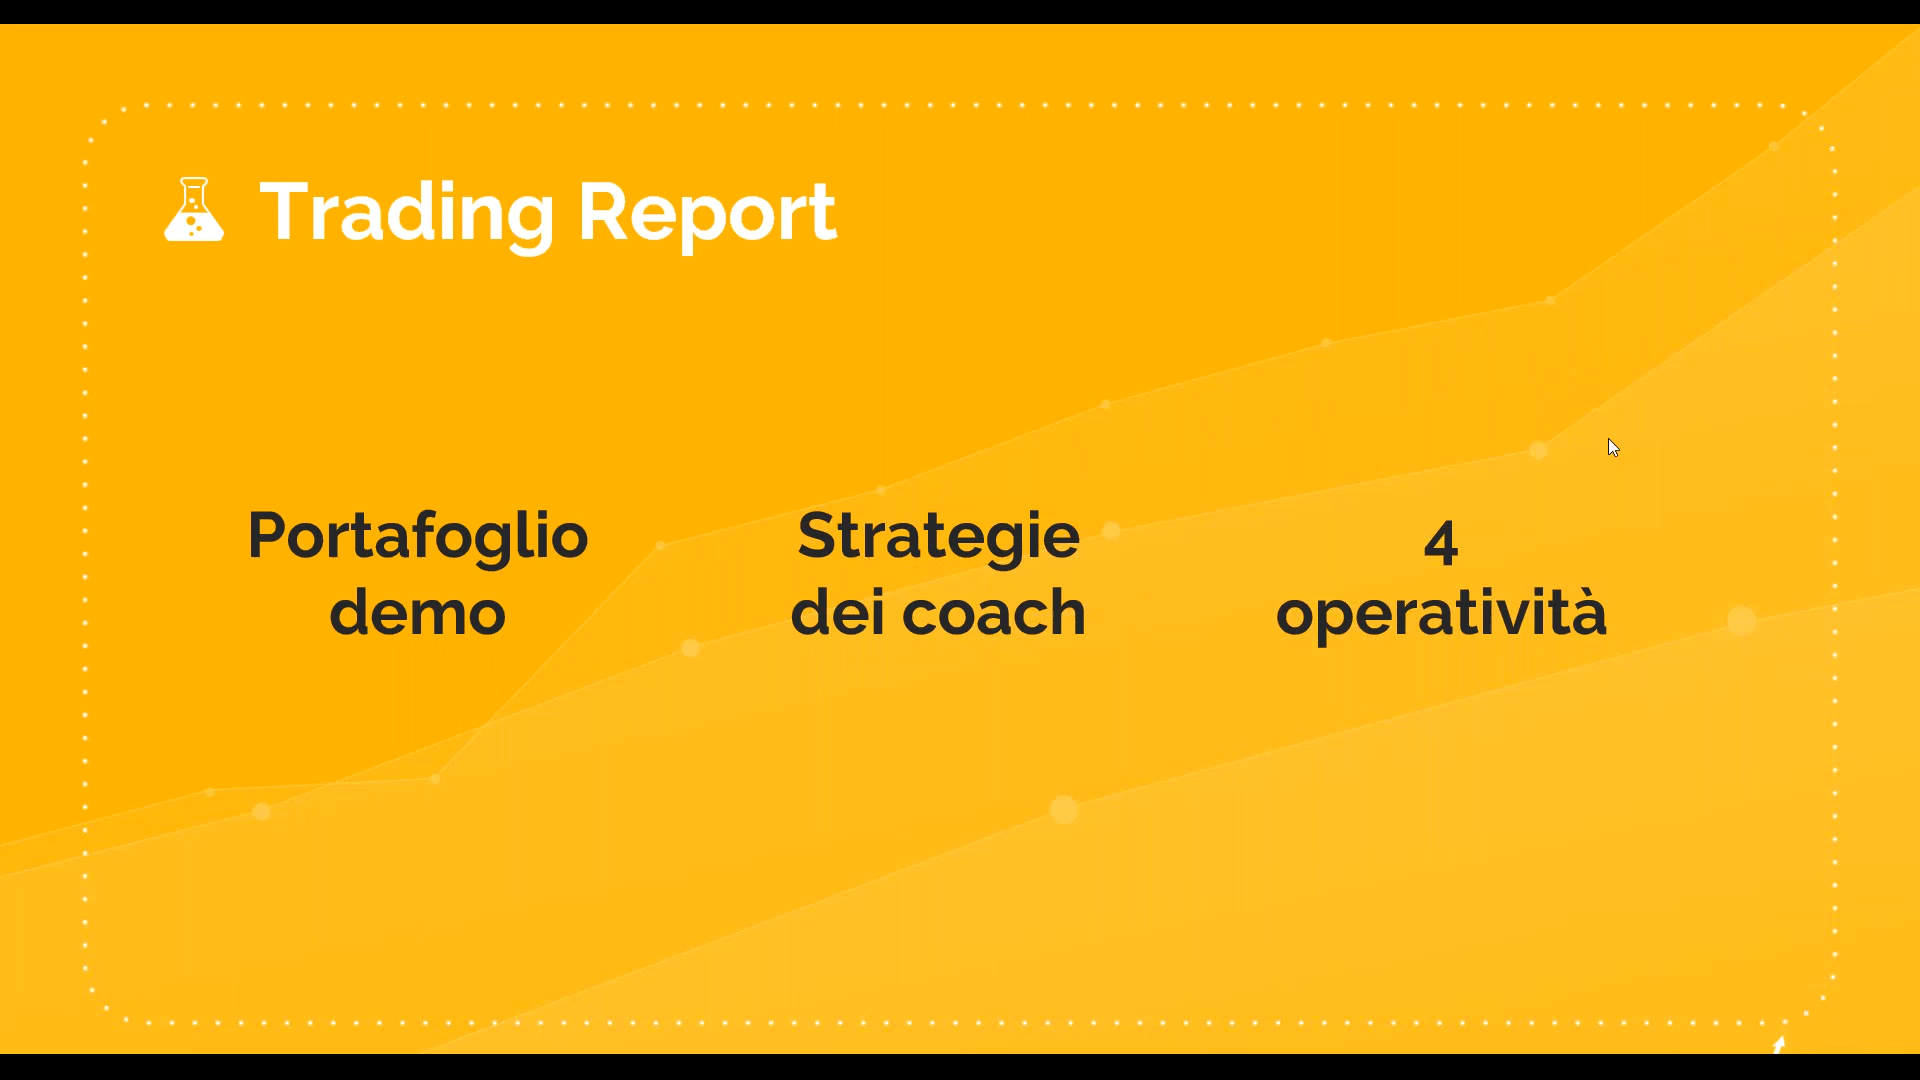 Trading Report
Portafoglio
demo
Strategie
dei coach
4
operatività